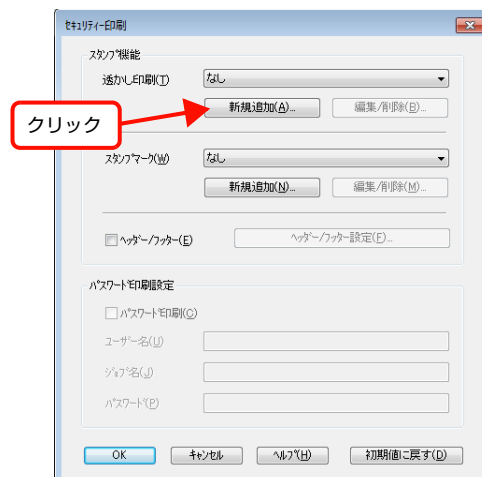 ｾｷｭﾘﾃｨｰ印刷
ｽﾀﾝﾌﾟ機能
透かし印刷(T)
なし
新規追加(A)...
編集/削除(B)...
クリック
ｽﾀﾝﾌﾟﾏｰｸ(W)
なし
新規追加(N)...
編集/削除(M)...
ﾍｯﾀﾞｰ/ﾌｯﾀｰ(E)
ﾍｯﾀﾞｰ/ﾌｯﾀｰ設定(F)...
ﾊﾟｽﾜｰﾄﾞ印刷設定
ﾊﾟｽﾜｰﾄﾞ印刷(C)
ﾕｰｻﾞｰ名(U)
ｼﾞｮﾌﾞ名(J)
ﾊﾟｽﾜｰﾄﾞ(P)
OK
ｷｬﾝｾﾙ
ﾍﾙﾌﾟ(H)
初期値に戻す(D)